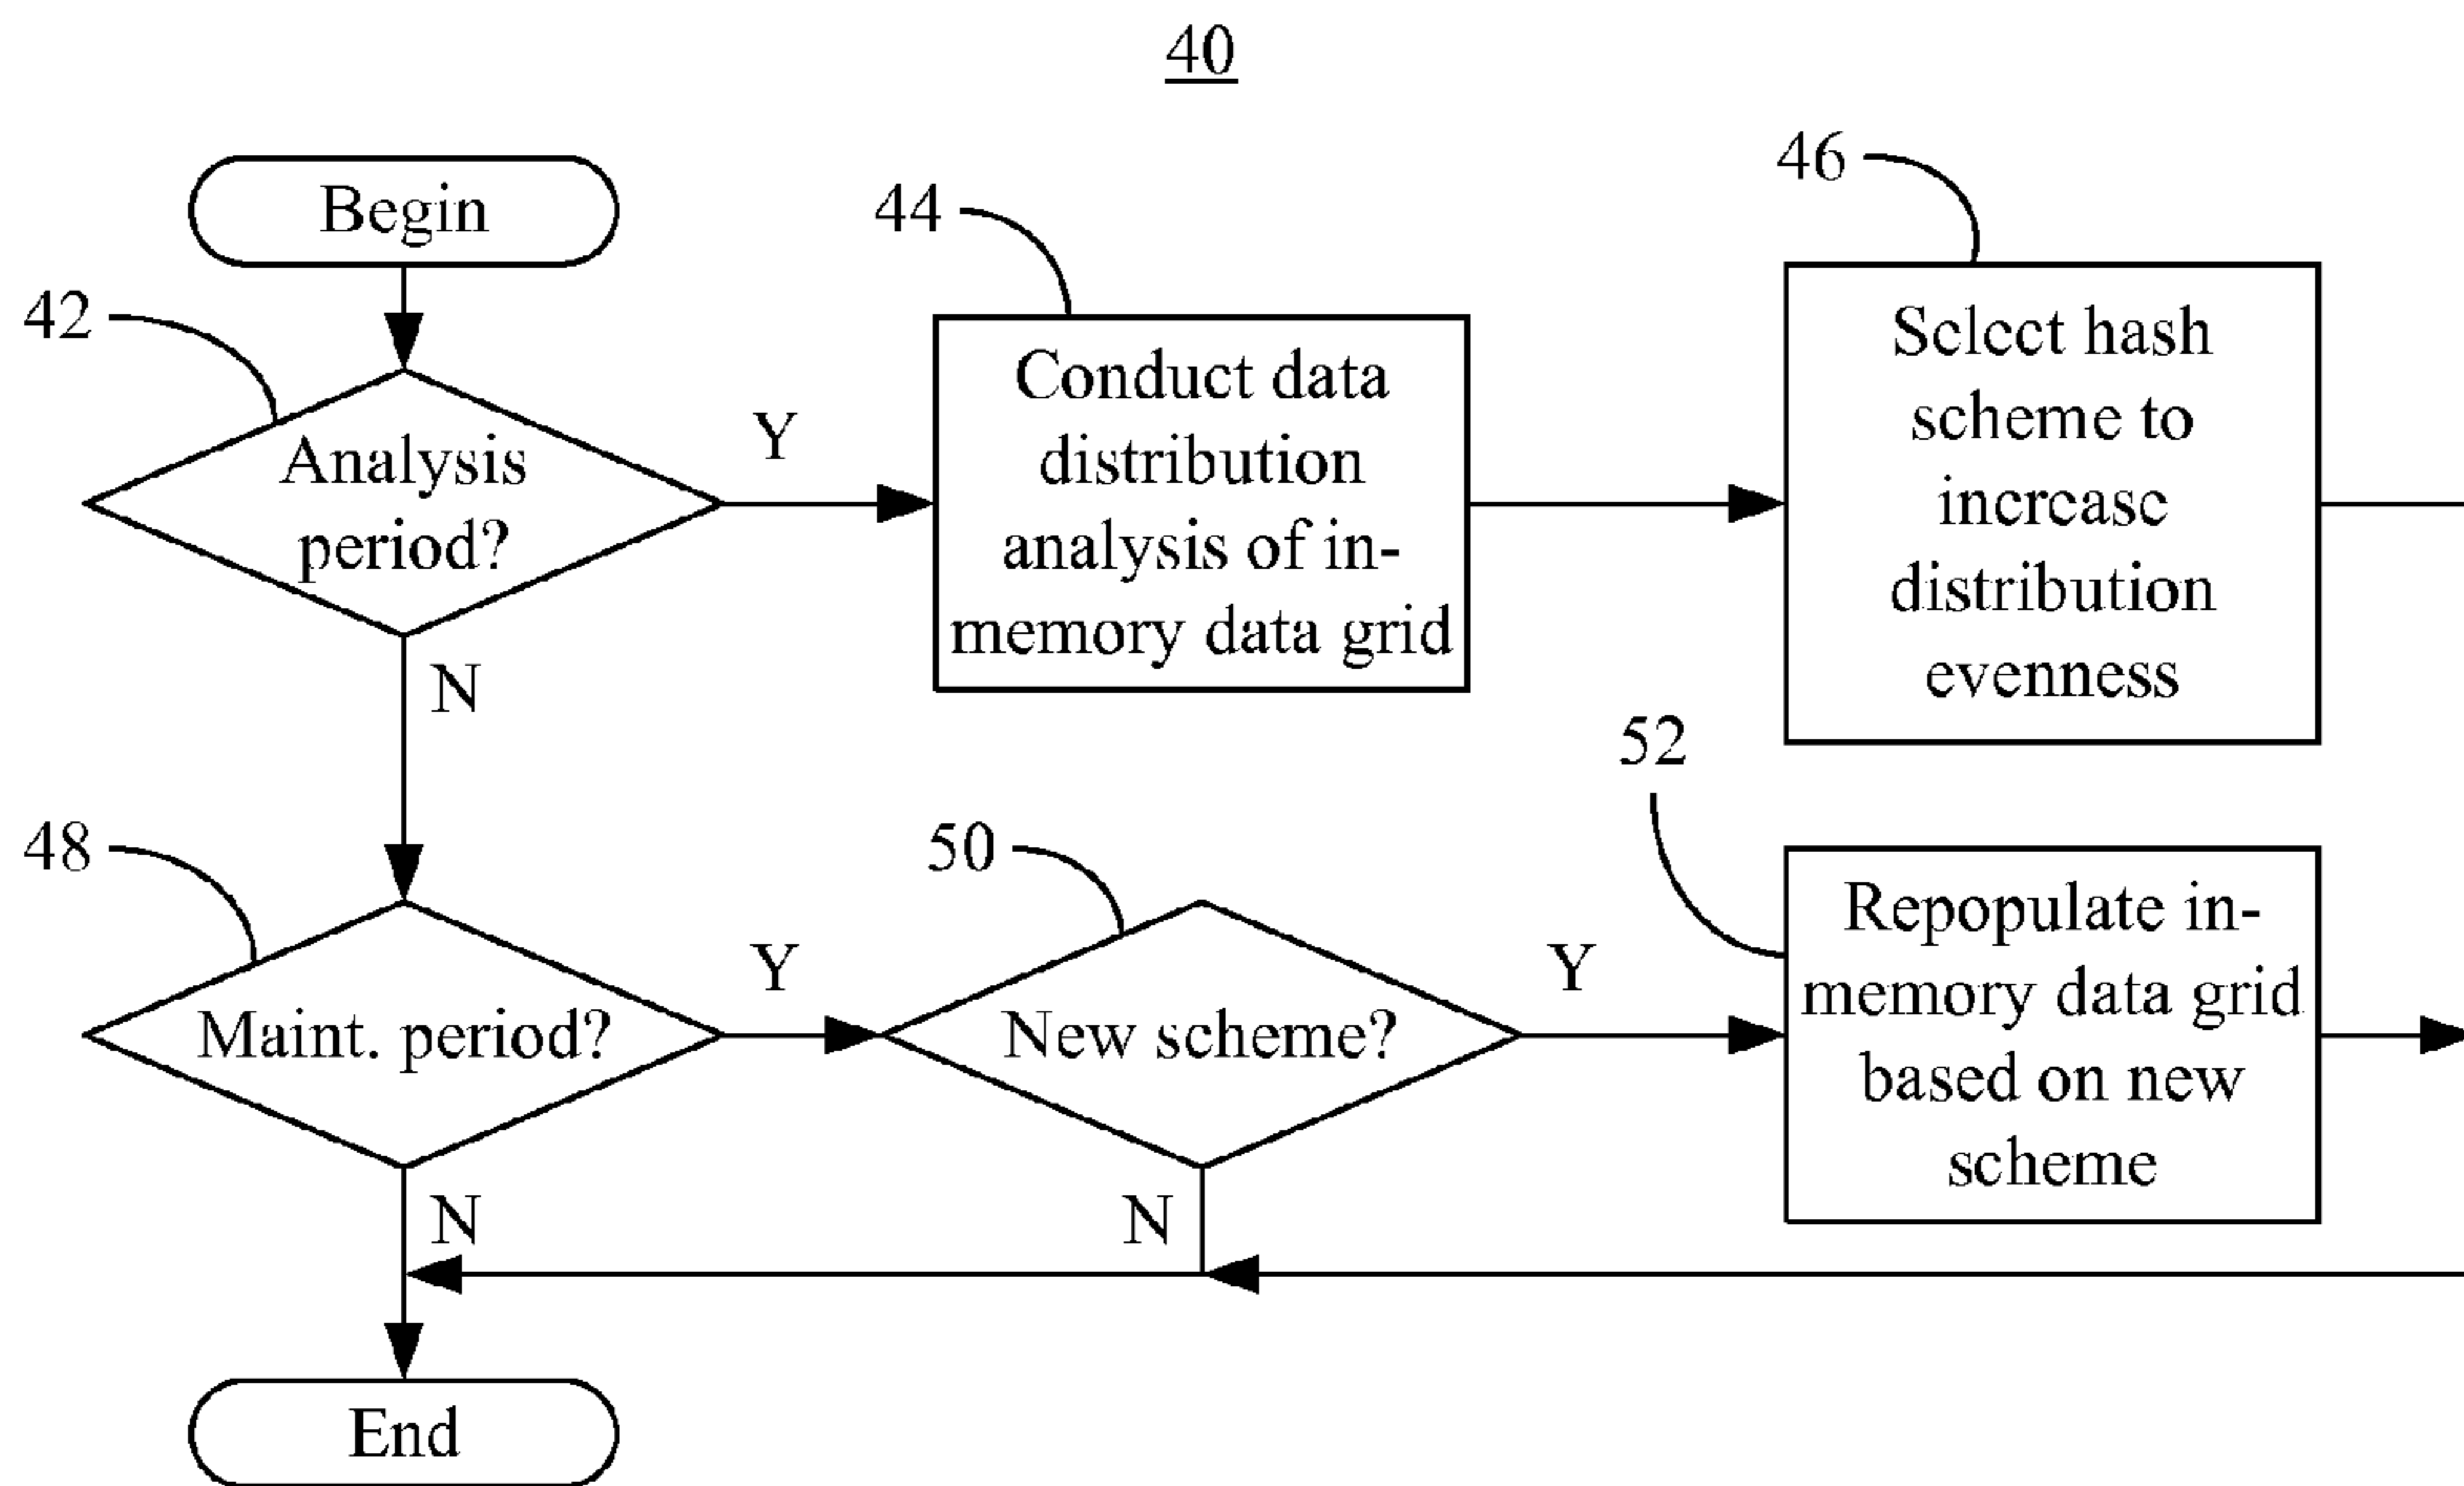 40
Begin
42
Analysis
period?
Y
N
44
Conduct data
distribution
analysis of in-
memory data grid
46
Select hash
scheme to
increase
distribution
evenness
48
Maint. period?
Y
N
50
New scheme?
Y
N
52
Repopulate in-
memory data grid
based on new
scheme
End